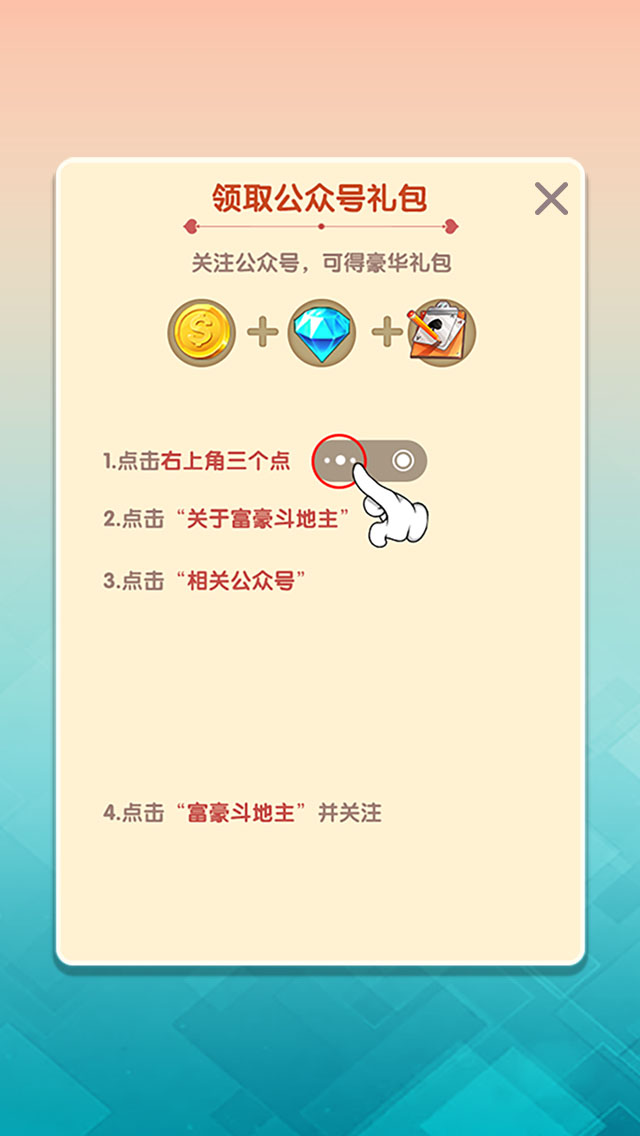 领取公众号礼包
关注公众号，可得豪华礼包
1.点击右上角三个点
2.点击“关于富豪斗地主”
3.点击“相关公众号”
4.点击“富豪斗地主”并关注